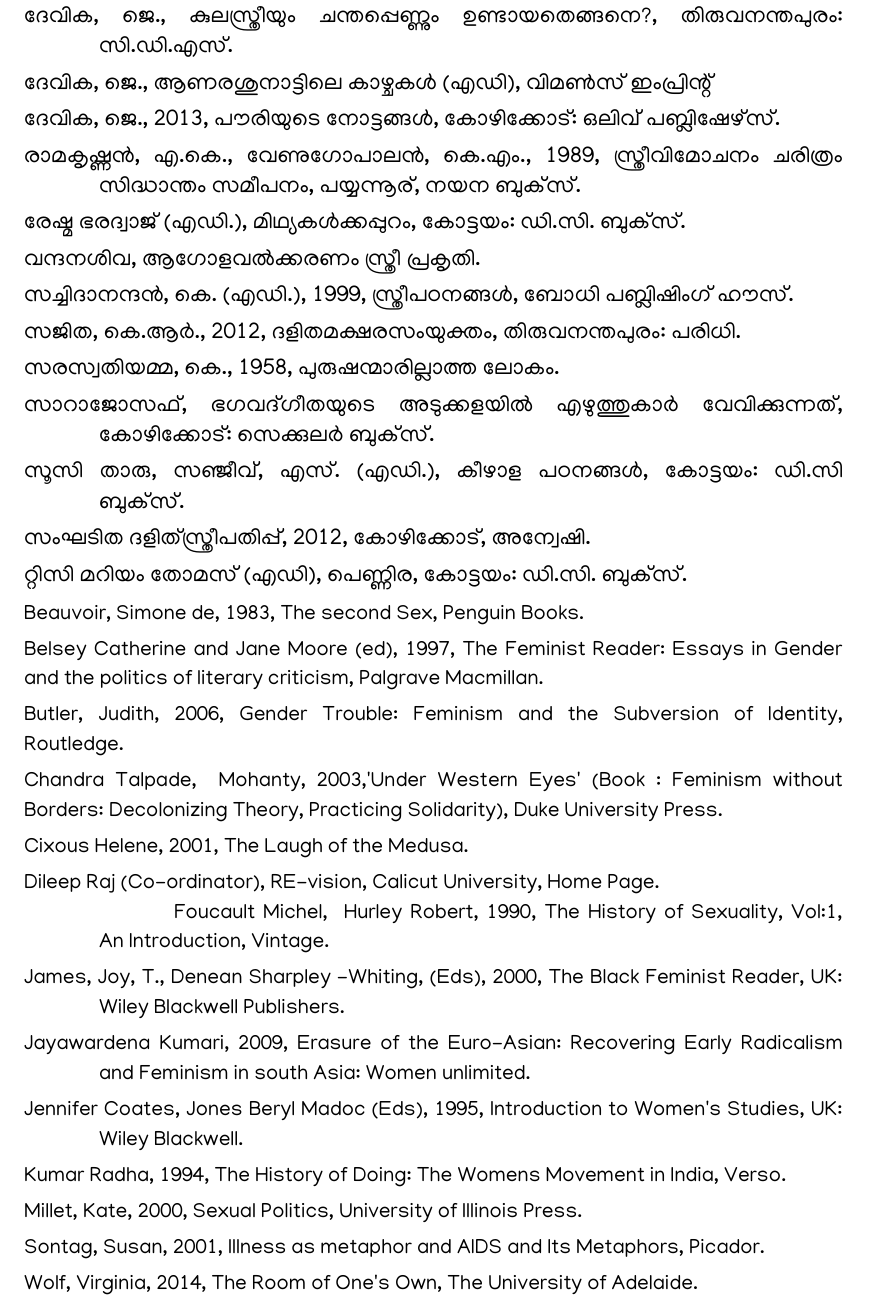 ദേവിക, ജെ., കുലസ്ത്രീയും ചന്തപ്പെണ്ണും ഉണ്ടായതെങ്ങനെ?, തിരുവനന്തപുരം:
സി.ഡി.എസ്.
ദേവിക, ജെ., ആണരശുനാട്ടിലെ കാഴ്ചകൾ (എഡി), വിമൺസ് ഇംപ്രിന്റ്
ദേവിക, ജെ., 2013, പൗരിയുടെ നോട്ടങ്ങൾ, കോഴിക്കോട്: ഒലിവ് പബ്ലിഷേഴ്സ്.
രാമകൃഷ്ണൻ, എ.കെ., വേണുഗോപാലൻ, കെ.എം., 1989, സ്ത്രീവിമോചനം ചരിത്രം
സിദ്ധാന്തം സമീപനം, പയ്യന്നൂര്, നയന ബുക്സ്.
രേഷ്മ ഭരദ്വാജ് (എഡി.), മിഥ്യകൾക്കപ്പുറം, കോട്ടയം: ഡി.സി. ബുക്സ്.
വന്ദനശിവ, ആഗോളവൽക്കരണം സ്ത്രീ പ്രകൃതി.
സച്ചിദാനന്ദൻ, കെ. (എഡി.), 1999, സ്ത്രീപഠനങ്ങൾ, ബോധി പബ്ലിഷിംഗ് ഹൗസ്.
സജിത, കെ.ആർ., 2012, ദളിതമക്ഷരസംയുക്തം, തിരുവനന്തപുരം: പരിധി.
സരസ്വതിയമ്മ, കെ., 1958, പുരുഷന്മാരില്ലാത്ത ലോകം.
സാറാജോസഫ്, ഭഗവദ്ഗീതയുടെ അടുക്കളയിൽ എഴുത്തുകാർ വേവിക്കുന്നത്,
കോഴിക്കോട്: സെക്കുലർ ബുക്സ്.
സൂസി താരു, സഞ്ജീവ്, എസ്. (എഡി.), കീഴാള പഠനങ്ങൾ, കോട്ടയം: ഡി.സി
ബുക്സ്.
സംഘടിത ദളിത്സ്ത്രീപതിപ്പ്, 2012, കോഴിക്കോട്, അന്വേഷി.
റ്റിസി മറിയം തോമസ് (എഡി), പെണ്ണിര, കോട്ടയം: ഡി.സി. ബുക്സ്.
Beauvoir, Simone de, 1983, The second Sex, Penguin Books.
Belsey Catherine and Jane Moore (ed), 1997, The Feminist Reader: Essays in Gender
and the politics of literary criticism, Palgrave Macmillan.
Butler, Judith, 2006, Gender Trouble: Feminism and the Subversion of Identity,
Routledge.
Chandra Talpade, Mohanty, 2003,'Under Western Eyes' (Book : Feminism without
Borders: Decolonizing Theory, Practicing Solidarity), Duke University Press.
Cixous Helene, 2001, The Laugh of the Medusa.
Dileep Raj (Co-ordinator), RE-vision, Calicut University, Home Page.
Foucault Michel, Hurley Robert, 1990, The History of Sexuality, Vol:1,
An Introduction, Vintage.
James, Joy, T., Denean Sharpley -Whiting, (Eds), 2000, The Black Feminist Reader, UK:
Wiley Blackwell Publishers.
Jayawardena Kumari, 2009, Erasure of the Euro-Asian: Recovering Early Radicalism
and Feminism in south Asia: Women unlimited.
Jennifer Coates, Jones Beryl Madoc (Eds), 1995, Introduction to Women's Studies, UK:
Wiley Blackwell.
Kumar Radha, 1994, The History of Doing: The Womens Movement in India, Verso.
Millet, Kate, 2000, Sexual Politics, University of Illinois Press.
Sontag, Susan, 2001, Illness as metaphor and AIDS and Its Metaphors, Picador.
Wolf, Virginia, 2014, The Room of One's Own, The University of Adelaide.